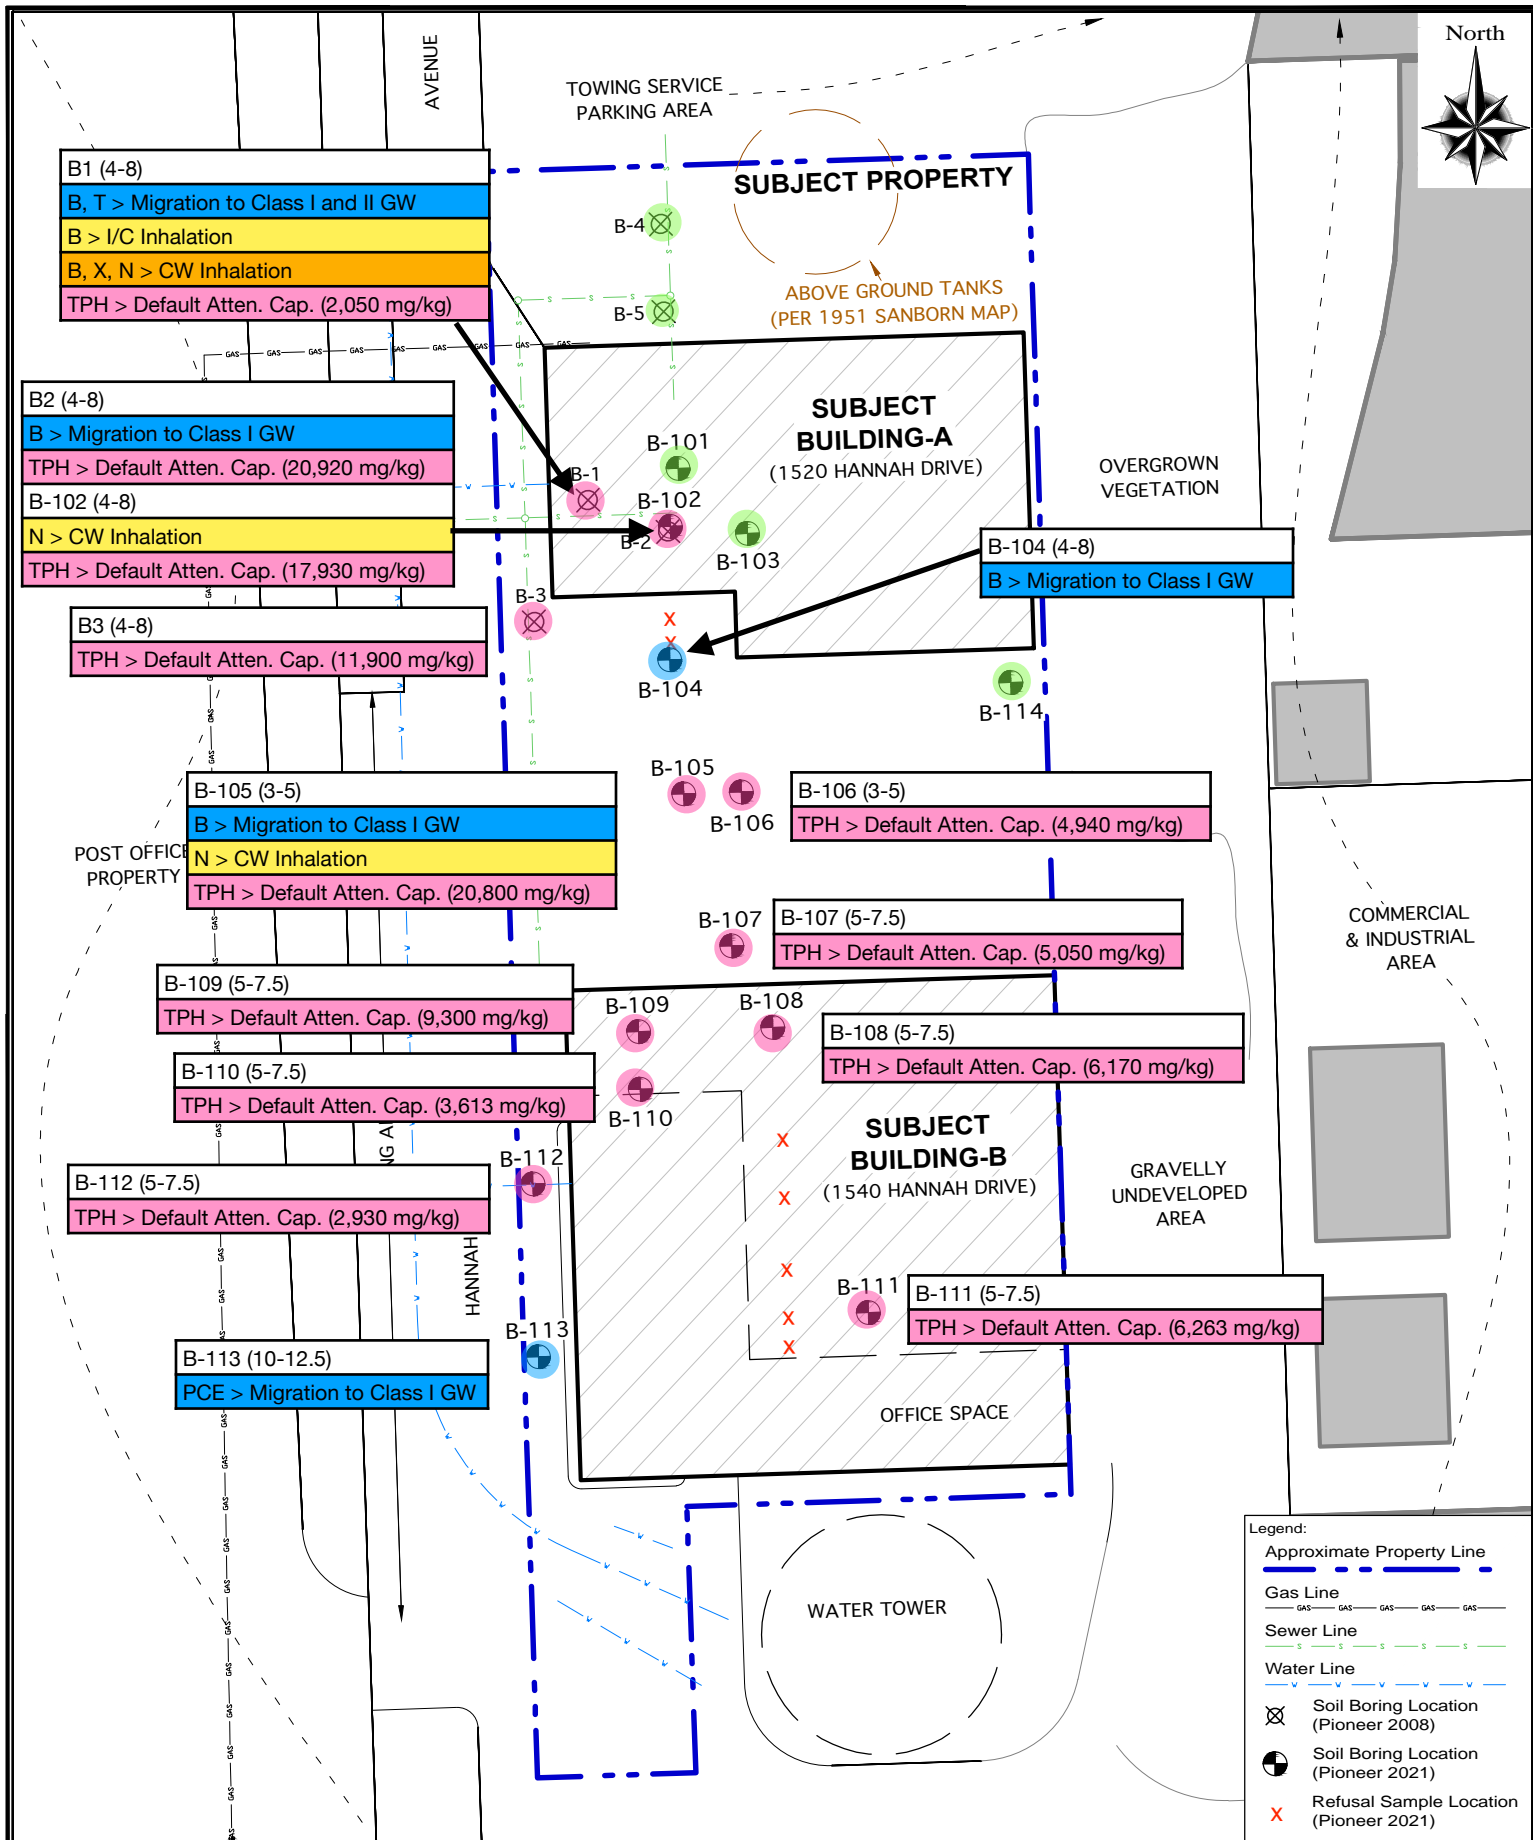 North
AVENUE
TOWING SERVICE
PARKING AREA
SUBJECT PROPERTY
B1 (4-8)
B, T > Migration to Class I and II GW
B > I/C Inhalation
B, X, N > CW Inhalation
TPH > Default Atten. Cap. (2,050 mg/kg)
B-4
B-5
ABOVE GROUND TANKS
(PER 1951 SANBORN MAP)
B2 (4-8)
B > Migration to Class I GW
TPH > Default Atten. Cap. (20,920 mg/kg)
B-102 (4-8)
N > CW Inhalation
TPH > Default Atten. Cap. (17,930 mg/kg)
SUBJECT
BUILDING-A
(1520 HANNAH DRIVE)
B-101
B-1
B-102
B-2
B-103
OVERGROWN
VEGETATION
B-104 (4-8)
B > Migration to Class I GW
B-3
B3 (4-8)
TPH > Default Atten. Cap. (11,900 mg/kg)
X
X
B-104
B-114
B-105
B-106
B-105 (3-5)
B > Migration to Class I GW
N > CW Inhalation
TPH > Default Atten. Cap. (20,800 mg/kg)
B-106 (3-5)
TPH > Default Atten. Cap. (4,940 mg/kg)
POST OFFICE
PROPERTY
B-107
B-107 (5-7.5)
TPH > Default Atten. Cap. (5,050 mg/kg)
COMMERCIAL
& INDUSTRIAL
AREA
B-109 (5-7.5)
TPH > Default Atten. Cap. (9,300 mg/kg)
B-109
B-108
B-108 (5-7.5)
TPH > Default Atten. Cap. (6,170 mg/kg)
B-110 (5-7.5)
TPH > Default Atten. Cap. (3,613 mg/kg)
B-110
SUBJECT
BUILDING-B
(1540 HANNAH DRIVE)
X
X
X
X
X
B-112
B-112 (5-7.5)
TPH > Default Atten. Cap. (2,930 mg/kg)
GRAVELLY
UNDEVELOPED
AREA
HANNAH
B-111
B-111 (5-7.5)
TPH > Default Atten. Cap. (6,263 mg/kg)
B-113
B-113 (10-12.5)
PCE > Migration to Class I GW
OFFICE SPACE
WATER TOWER
Legend:
Approximate Property Line
Gas Line
GAS GAS GAS GAS GAS
Sewer Line
S S S S S
Water Line
W W W W W
Soil Boring Location
(Pioneer 2008)
Soil Boring Location
(Pioneer 2021)
X Refusal Sample Location
(Pioneer 2021)